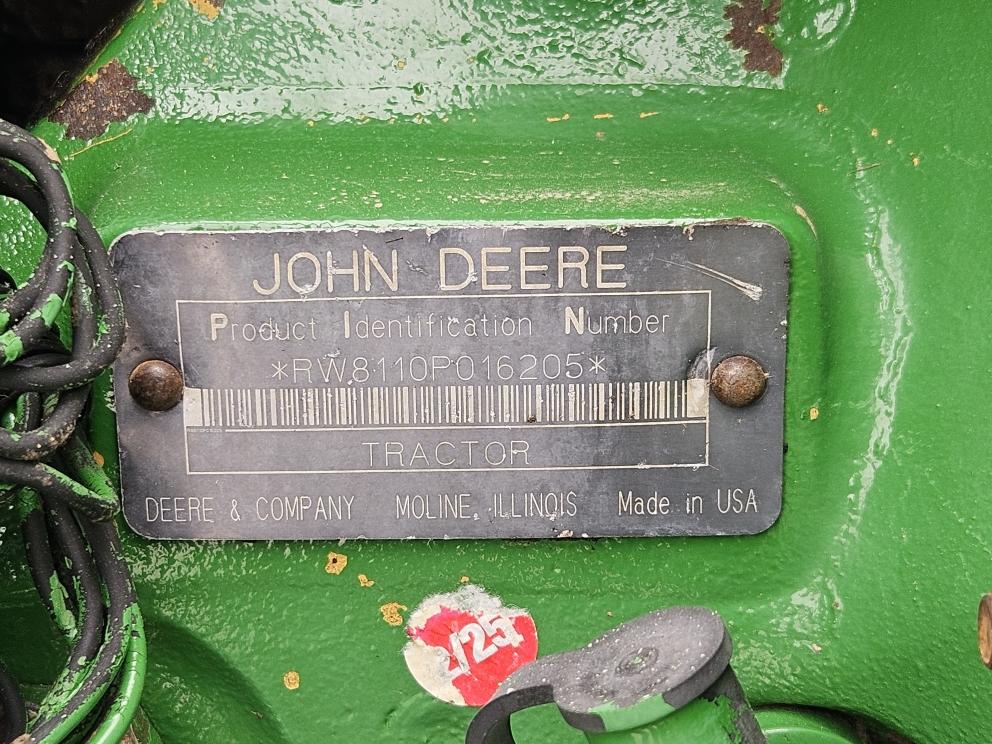 JOHN DEERE
Product Identification Number
*RW8110P016205*
TRACTOR
DEERE & COMPANY MOLINE, ILLINOIS Made in USA